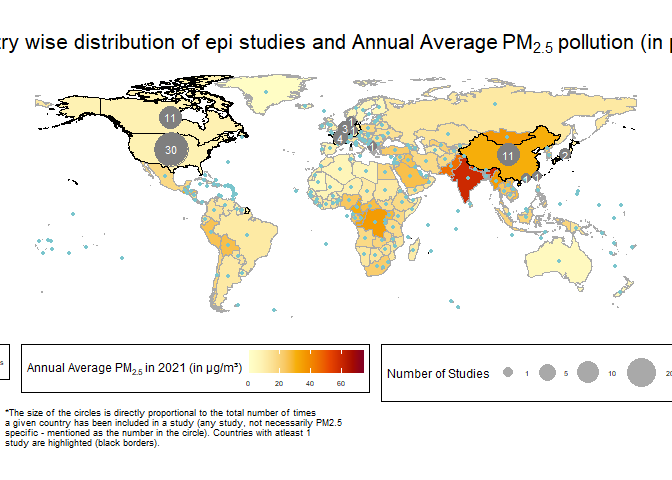 ry wise distribution of epi studies and Annual Average PM2.5 pollution (in
11
30
3
1
11
2
Annual Average PM2.5 in 2021 (in µg/m³)
0 20 40 60
Number of Studies
1
5
10
20
*The size of the circles is directly proportional to the total number of times
a given country has been included in a study (any study, not necessarily PM2.5
specific - mentioned as the number in the circle). Countries with atleast 1
study are highlighted (black borders).